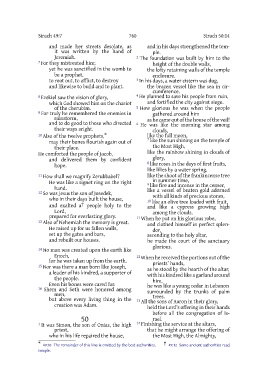 Sirach 49:7
760
Sirach 50:14
and made her streets desolate, as
it was written by the hand of
Jeremiah.
7 For they mistreated him;
yet he was sanctified in the womb to
be a prophet,
to root out, to afflict, to destroy
and likewise to build and to plant.
8 Ezekiel saw the vision of glory,
which God showed him on the chariot
of the cherubim.
9 For truly he remembered the enemies in
rainstorm,
and to do good to those who directed
their ways aright.
10 Also of the twelve prophets,*
may their bones flourish again out of
their place.
He comforted the people of Jacob,
and delivered them by confident
hope.
11 How shall we magnify Zerubbabel?
He was like a signet ring on the right
hand.
12 So was Jesus the son of Josedek,
who in their days built the house,
and exalted a† people holy to the
Lord,
prepared for everlasting glory.
13 Also of Nehemiah the memory is great.
He raised up for us fallen walls,
set up the gates and bars,
and rebuilt our houses.
14 No man was created upon the earth like
Enoch,
for he was taken up from the earth.
15 Nor was there a man born like Joseph,
a leader of his kindred, a supporter of
the people.
Even his bones were cared for.
16 Shem and Seth were honored among
men,
but above every living thing in the
creation was Adam.
50
1 It was Simon, the son of Onias, the high
priest,
who in his life repaired the house,
and in his days strengthened the tem-
ple.
2 The foundation was built by him to the
height of the double walls,
the lofty retaining walls of the temple
enclosure.
3 In his days, a water cistern was dug,
the brazen vessel like the sea in cir-
cumference.
4 He planned to save his people from ruin,
and fortified the city against siege.
5 How glorious he was when the people
gathered around him
as he came out of the house of the veil!
6 He was like the morning star among
clouds,
like the full moon,
7 like the sun shining on the temple of
the Most High,
like the rainbow shining in clouds of
glory,
8 like roses in the days of first fruits,
like lilies by a water spring,
like the shoot of the frankincense tree
in summer time,
9 like fire and incense in the censer,
like a vessel of beaten gold adorned
with all kinds of precious stones,
10 like an olive tree loaded with fruit,
and like a cypress growing high
among the clouds.
11 When he put on his glorious robe,
and clothed himself in perfect splen-
dor,
ascending to the holy altar,
he made the court of the sanctuary
glorious.
12 When he received the portions out of the
priests' hands,
as he stood by the hearth of the altar,
with his kindred like a garland around
him,
he was like a young cedar in Lebanon
surrounded by the trunks of palm
trees.
13 All the sons of Aaron in their glory,
held the Lord's offering in their hands
before all the congregation of Is-
rael.
14 Finishing the service at the altars,
that he might arrange the offering of
the Most High, the Almighty,
* 49:10 The remainder of this line is omitted by the best authorities. † 49:12 Some ancient authorities read
temple.